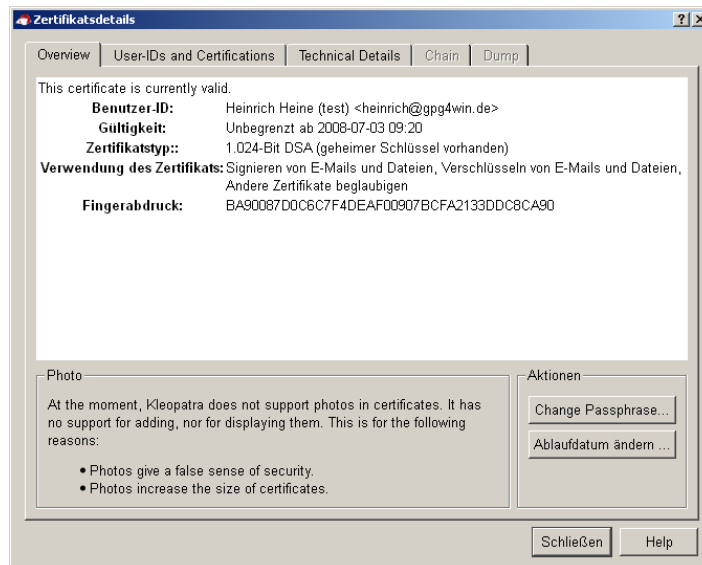 Zertifikatsdetails
Overview
User-IDs and Certifications
Technical Details
Chain
Dump
This certificate is currently valid.
Benutzer-ID: Heinrich Heine (test) <heinrich@gpg4win.de>
Gültigkeit: Unbegrenzt ab 2008-07-03 09:20
Zertifikatstyp:: 1.024-Bit DSA (geheimer Schlüssel vorhanden)
Verwendung des Zertifikats: Signieren von E-Mails und Dateien, Verschlüsseln von E-Mails und Dateien,
Andere Zertifikate beglaubigen
Fingerabdruck: BA90087D0C6C7F4DEAF00907BCFA2133DDC8CA90
Photo
At the moment, Kleopatra does not support photos in certificates. It has
no support for adding, nor for displaying them. This is for the following
reasons:
• Photos give a false sense of security.
• Photos increase the size of certificates.
Aktionen
Change Passphrase...
Ablaufdatum ändern ...
Schließen
Help